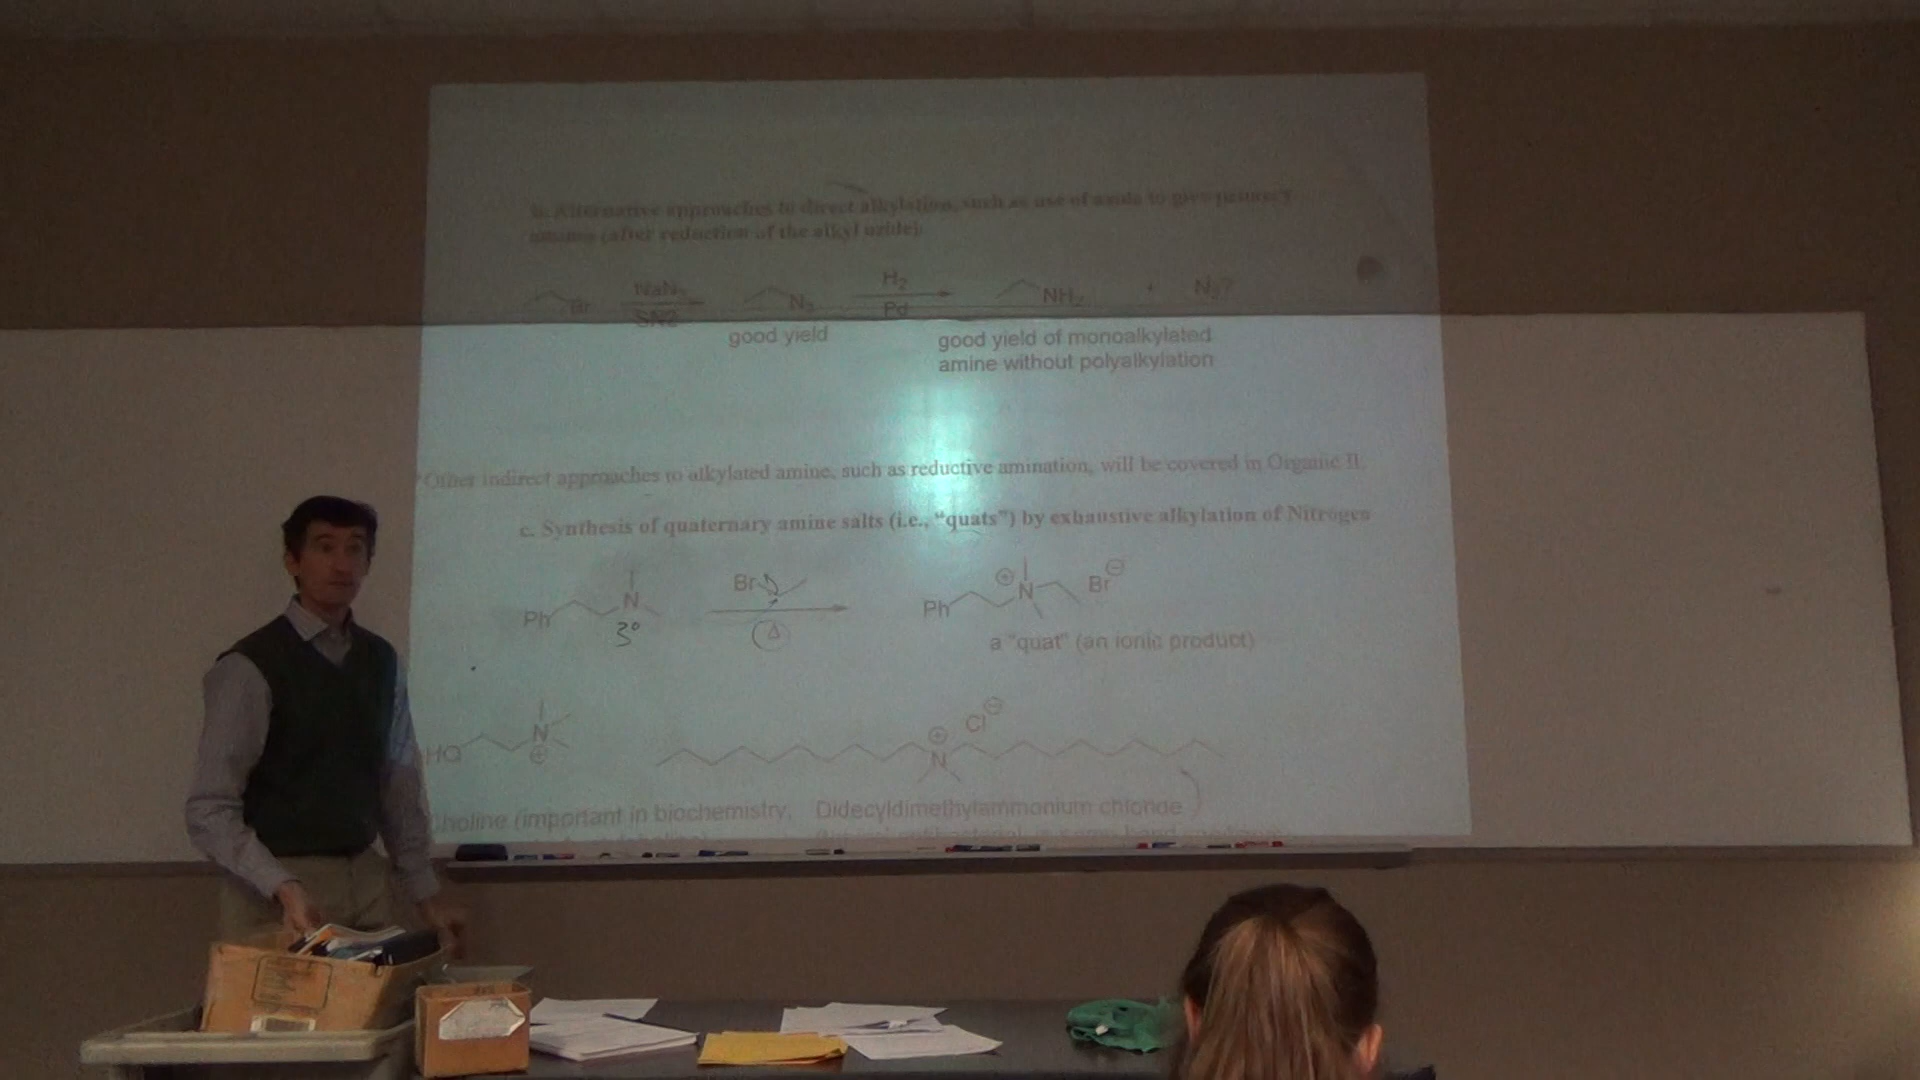 b. Alternative approaches to direct alkylation, such as use of azide to give primary
amines (after reduction of the alkyl azide)
Br NaN3 N3 H2 NH2 + N2?
SN2 Pd
good yield good yield of monoalkylated
amine without polyalkylation
*Other indirect approaches to alkylated amine, such as reductive amination, will be covered in Organic II.
c. Synthesis of quaternary amine salts (i.e., "quats") by exhaustive alkylation of Nitrogen
Ph N Br Ph ⊕ N Br ⊖
3° Δ
a "quat" (an ionic product)
HO N ⊕ ⊕ N Cl ⊖
Choline (important in biochemistry, Didecyldimethylammonium chloride